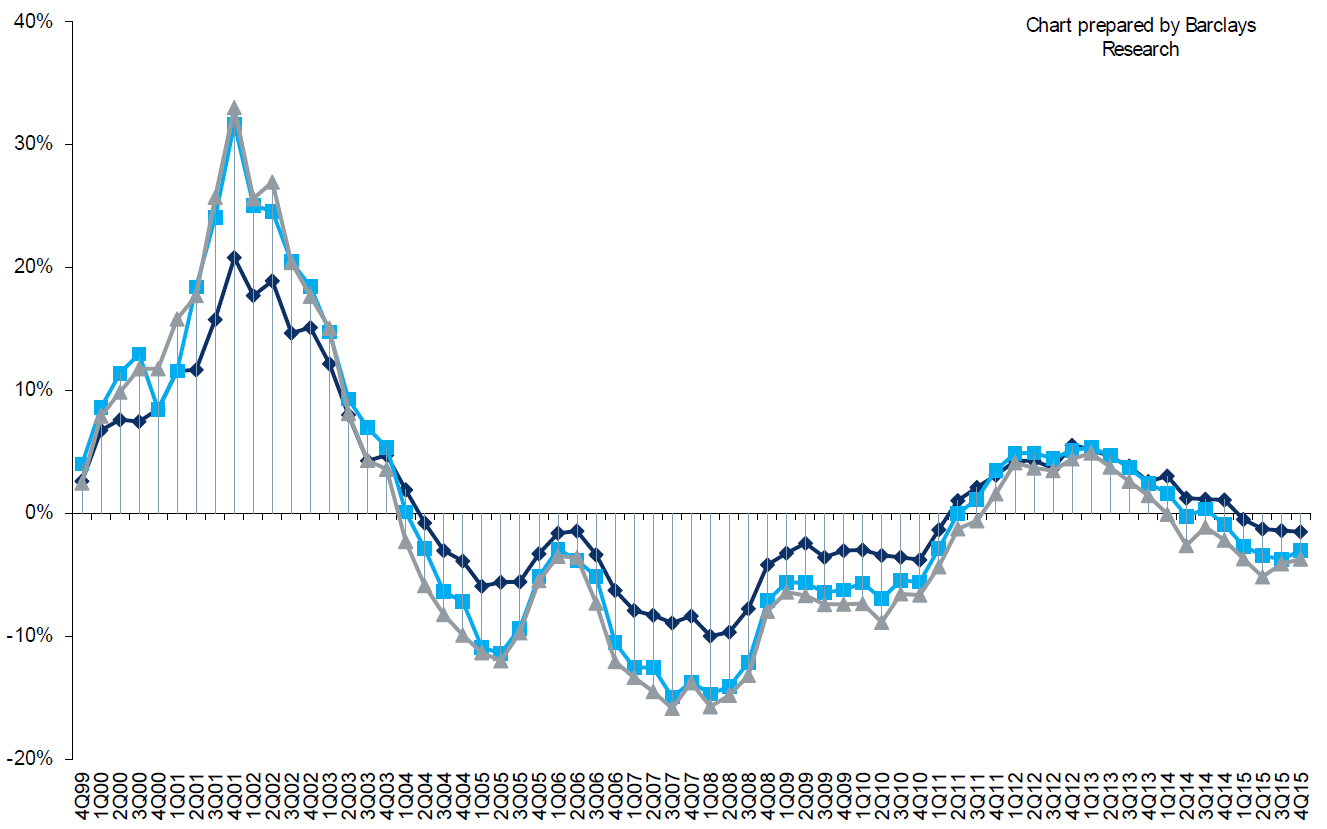 40%
Chart prepared by Barclays
Research
30%
20%
10%
0%
-10%
-20%
4Q99
1Q00
2Q00
3Q00
4Q00
1Q01
2Q01
3Q01
4Q01
1Q02
2Q02
3Q02
4Q02
1Q03
2Q03
3Q03
4Q03
1Q04
2Q04
3Q04
4Q04
1Q05
2Q05
3Q05
4Q05
1Q06
2Q06
3Q06
4Q06
1Q07
2Q07
3Q07
4Q07
1Q08
2Q08
3Q08
4Q08
1Q09
2Q09
3Q09
4Q09
1Q10
2Q10
3Q10
4Q10
1Q11
2Q11
3Q11
4Q11
1Q12
2Q12
3Q12
4Q12
1Q13
2Q13
3Q13
4Q13
1Q14
2Q14
3Q14
4Q14
1Q15
2Q15
3Q15
4Q15